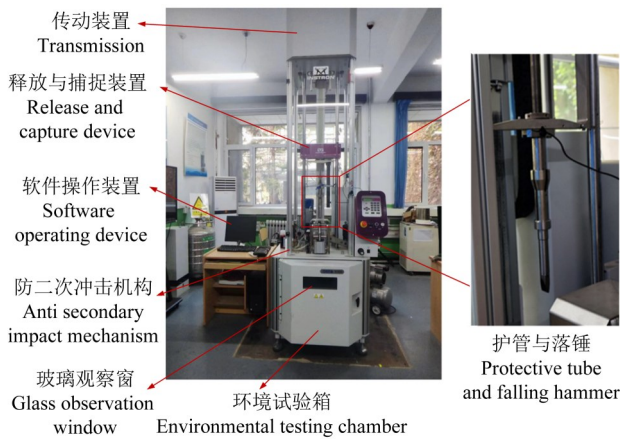 传动装置
Transmission
释放与捕捉装置
Release and
capture device
软件操作装置
Software
operating device
防二次冲击机构
Anti secondary
impact mechanism
玻璃观察窗
Glass observation
window
环境试验箱
Environmental testing chamber
护管与落锤
Protective tube
and falling hammer
INSTRON